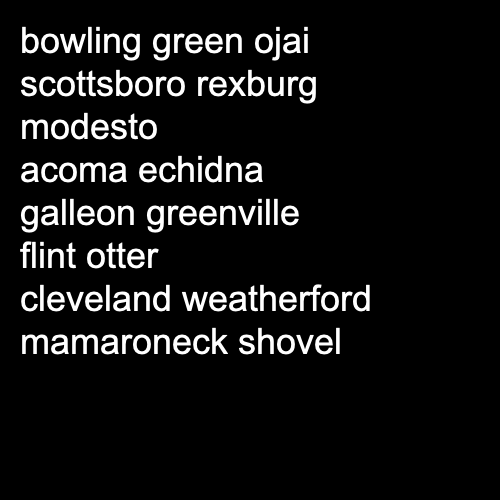 bowling green ojai
scottsboro rexburg
modesto
acoma echidna
galleon greenville
flint otter
cleveland weatherford
mamaroneck shovel